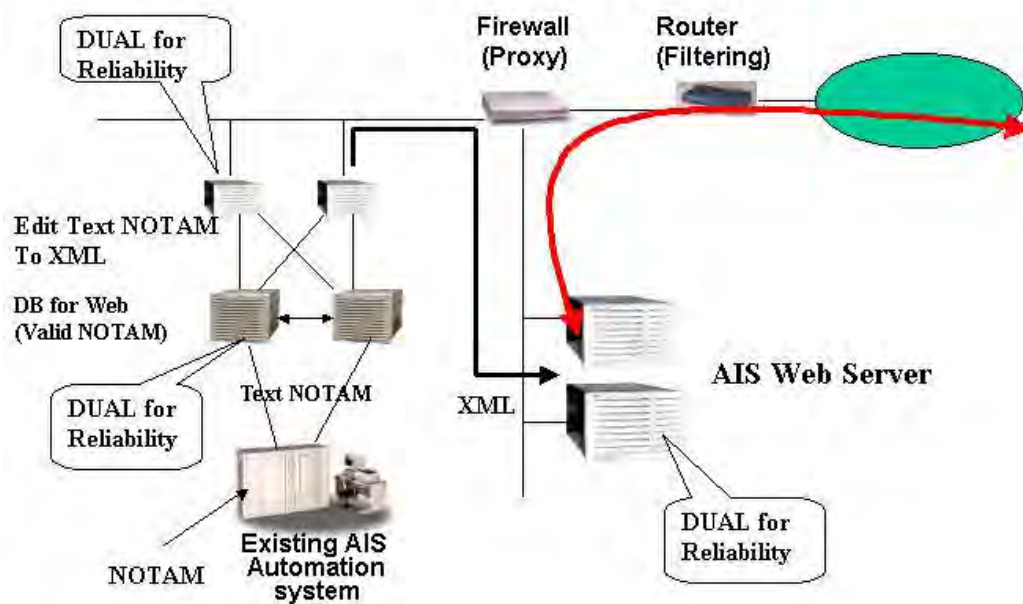 DUAL for
Reliability
Firewall
(Proxy)
Router
(Filtering)
Edit Text NOTAM
To XML
DB for Web
(Valid NOTAM)
DUAL for
Reliability
Text NOTAM
XML
AIS Web Server
DUAL for
Reliability
NOTAM
Existing AIS
Automation
system